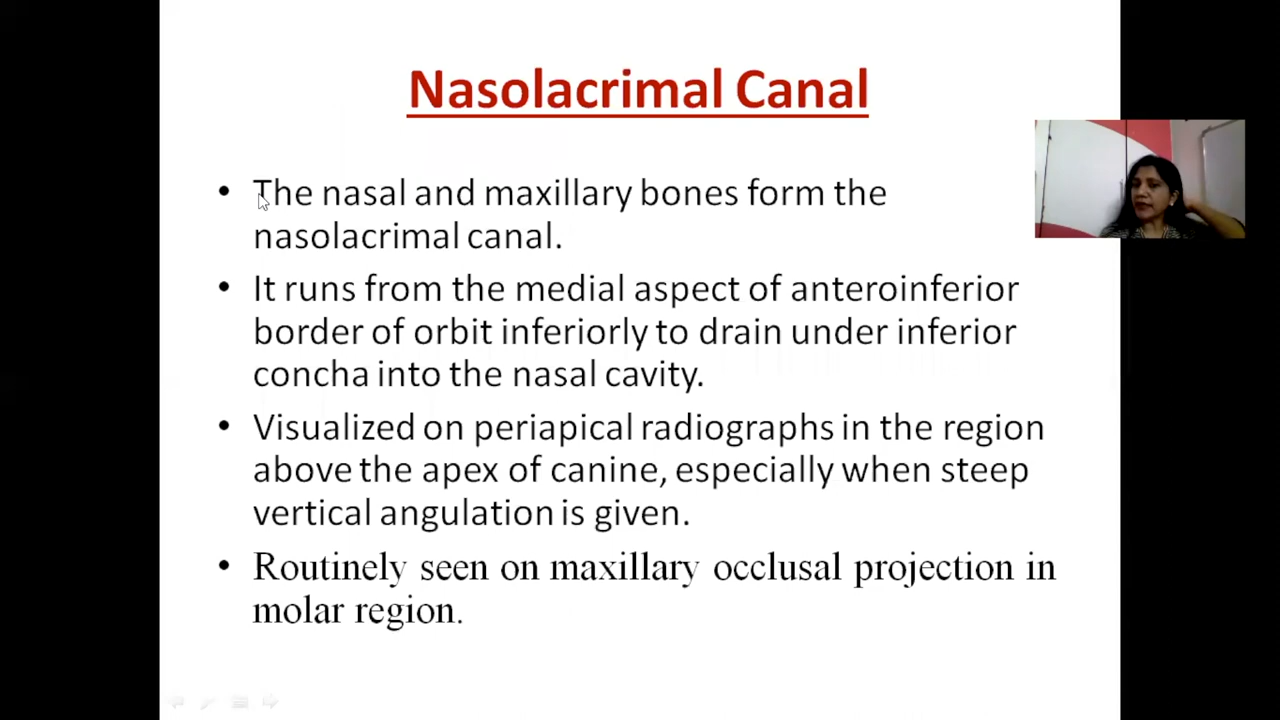 Nasolacrimal Canal
• The nasal and maxillary bones form the
nasolacrimal canal.
• It runs from the medial aspect of anteroinferior
border of orbit inferiorly to drain under inferior
concha into the nasal cavity.
• Visualized on periapical radiographs in the region
above the apex of canine, especially when steep
vertical angulation is given.
• Routinely seen on maxillary occlusal projection in
molar region.